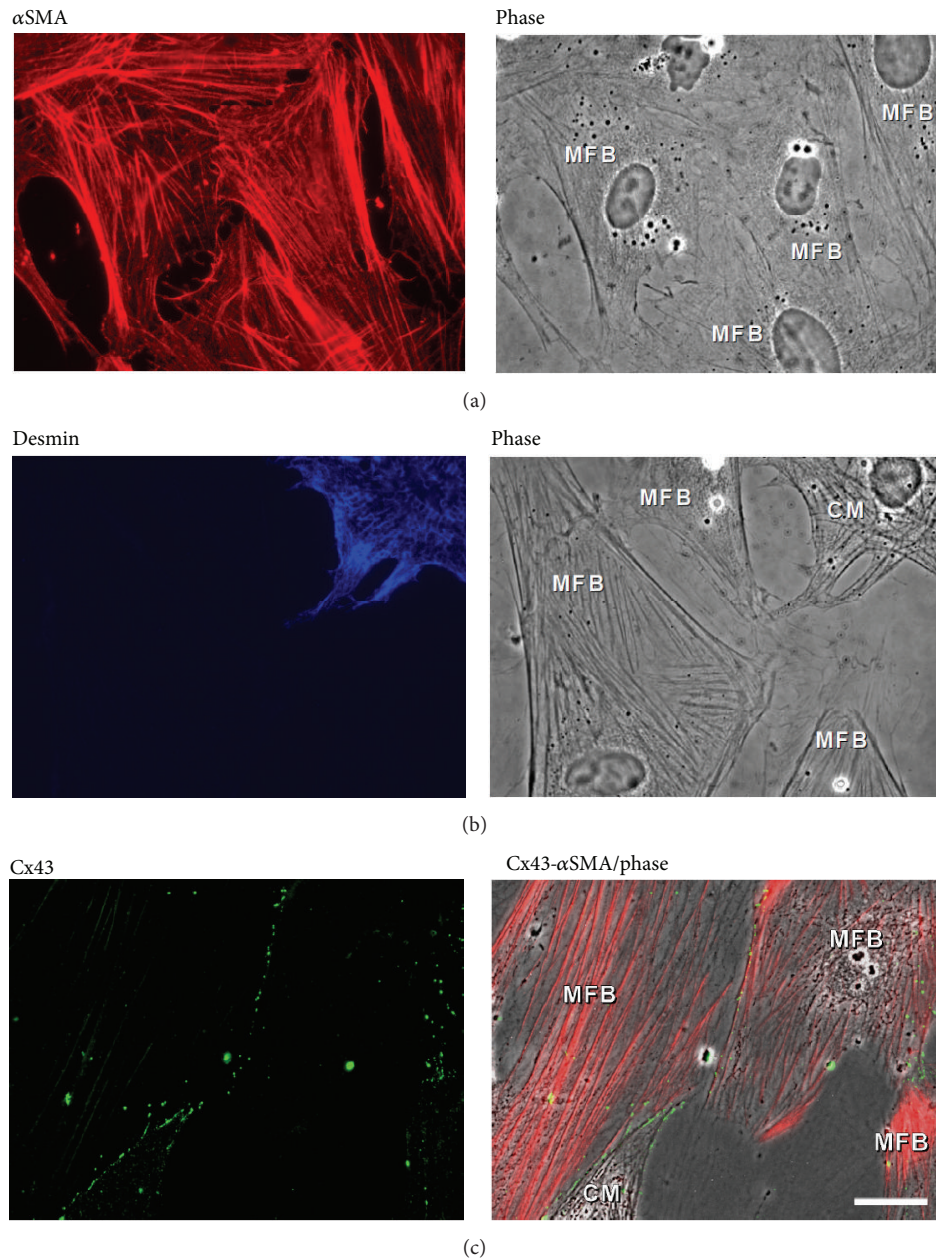 αSMA
Phase
MFB
MFB
MFB
MFB
(a)
Desmin
Phase
MFB
CM
MFB
MFB
(b)
Cx43
Cx43-αSMA/phase
MFB
MFB
MFB
CM
(c)